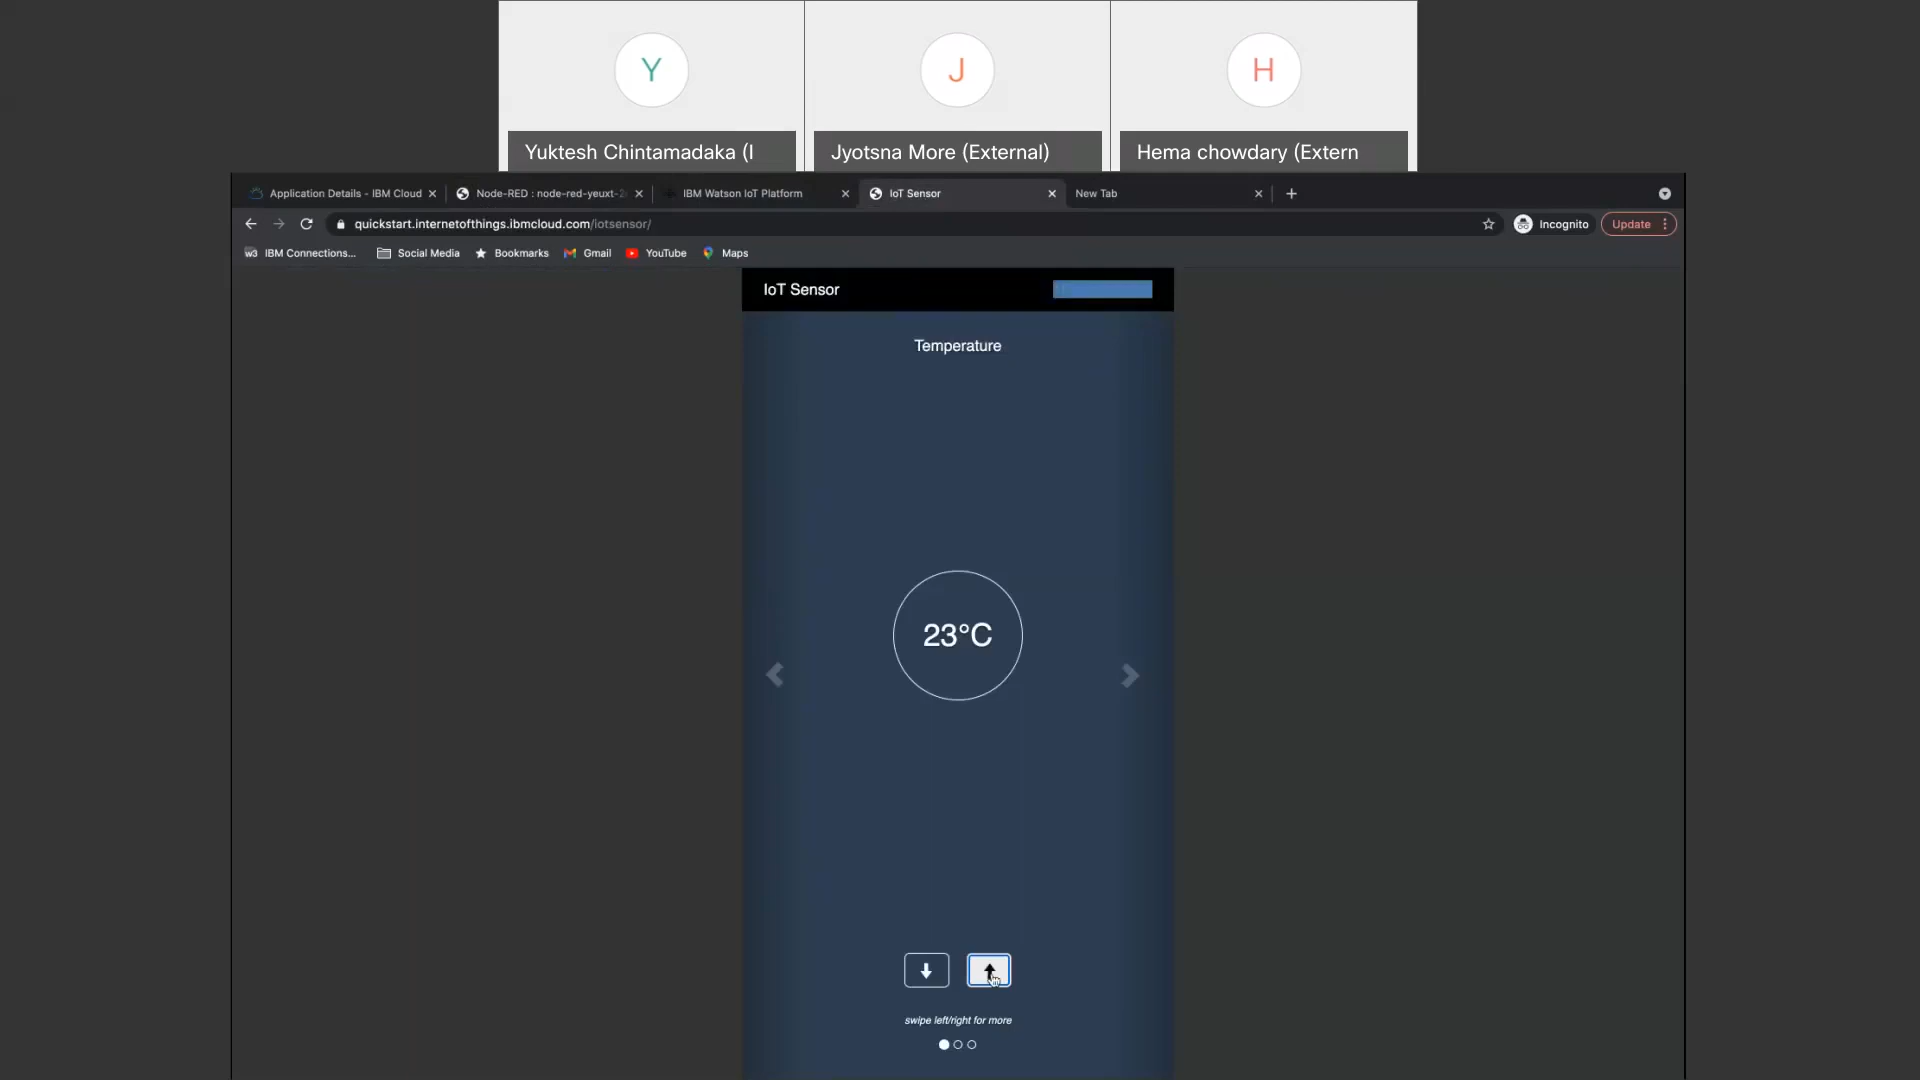 Y
J
H
Yuktesh Chintamadaka (I
Jyotsna More (External)
Hema chowdary (Extern
Application Details - IBM Cloud
Node-RED : node-red-yeuxt-2
IBM Watson IoT Platform
IoT Sensor
New Tab
quickstart.internetofthings.ibmcloud.com/iotsensor/
Incognito
Update
w3 IBM Connections...
Social Media
Bookmarks
Gmail
YouTube
Maps
IoT Sensor
Temperature
23°C
swipe left/right for more